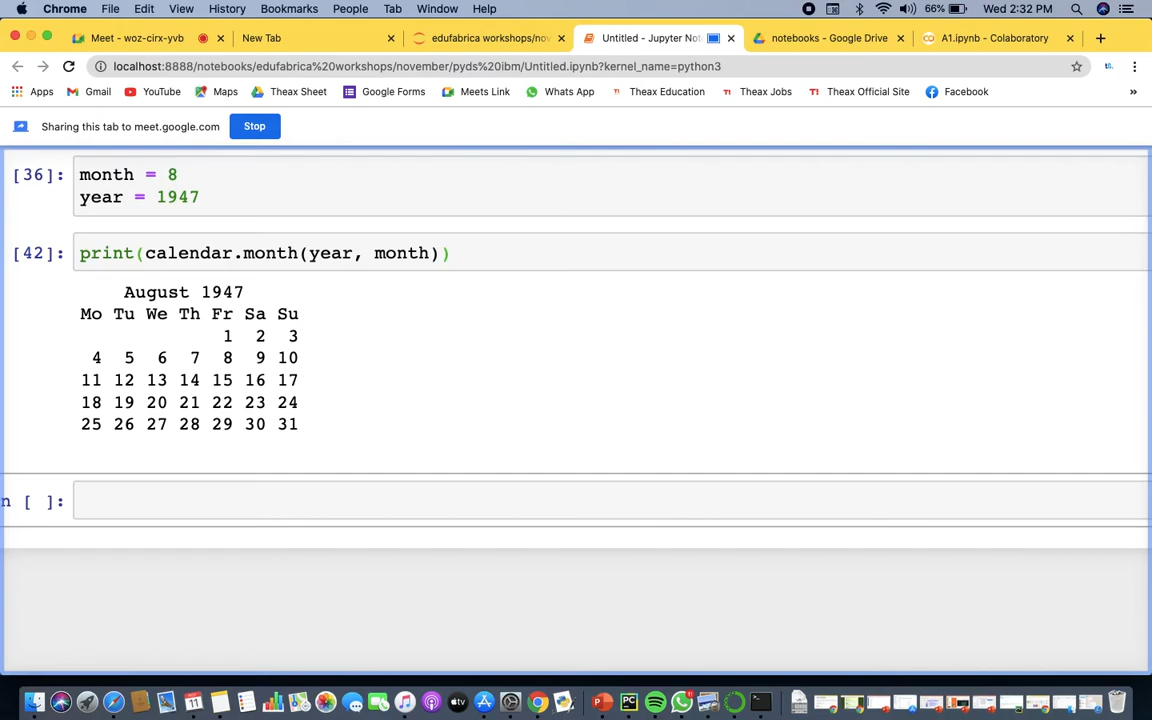 Chrome File Edit View History Bookmarks People Tab Window Help 66% Wed 2:32 PM
Meet - woz-cirx-yvb New Tab edufabrica workshops/nov Untitled - Jupyter Not notebooks - Google Drive A1.ipynb - Colaboratory
localhost:8888/notebooks/edufabrica%20workshops/november/pyds%20ibm/Untitled.ipynb?kernel_name=python3
Apps Gmail YouTube Maps Theax Sheet Google Forms Meets Link Whats App Theax Education Theax Jobs Theax Official Site Facebook »
Sharing this tab to meet.google.com Stop
[36]: month = 8
year = 1947
[42]: print(calendar.month(year, month))
August 1947
Mo Tu We Th Fr Sa Su
1 2 3
4 5 6 7 8 9 10
11 12 13 14 15 16 17
18 19 20 21 22 23 24
25 26 27 28 29 30 31
n [ ]: